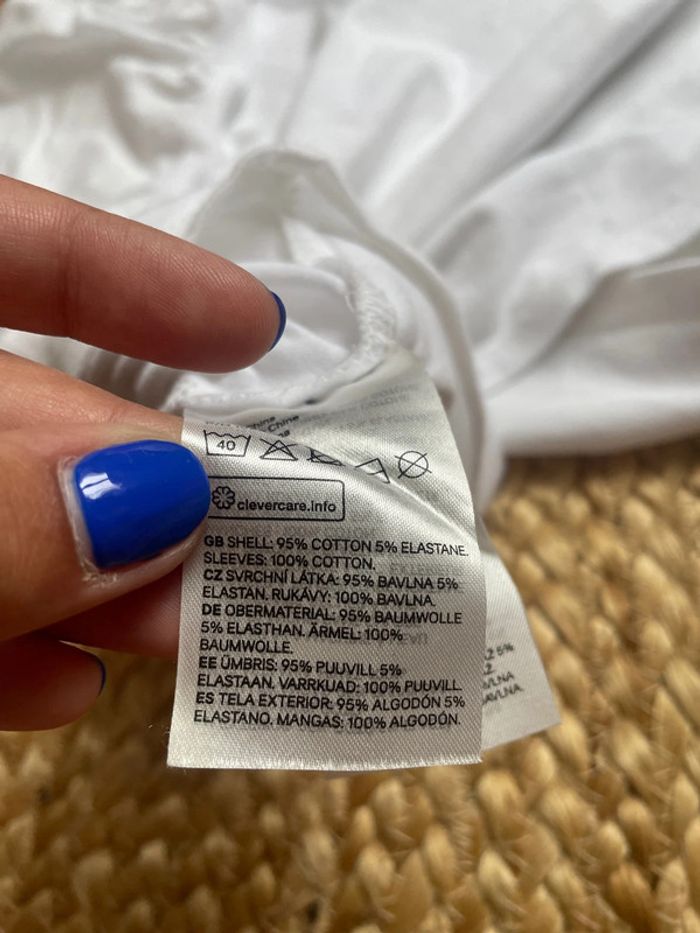 China
40
clevercare.info
GB SHELL: 95% COTTON 5% ELASTANE.
SLEEVES: 100% COTTON.
CZ SVRCHNÍ LÁTKA: 95% BAVLNA 5%
ELASTAN. RUKÁVY: 100% BAVLNA.
DE OBERMATERIAL: 95% BAUMWOLLE
5% ELASTHAN. ÄRMEL: 100%
BAUMWOLLE.
EE ÜMBRIS: 95% PUUVILL 5%
ELASTAAN. VARRKUAD: 100% PUUVILL.
ES TELA EXTERIOR: 95% ALGODÓN 5%
ELASTANO. MANGAS: 100% ALGODÓN.
5%